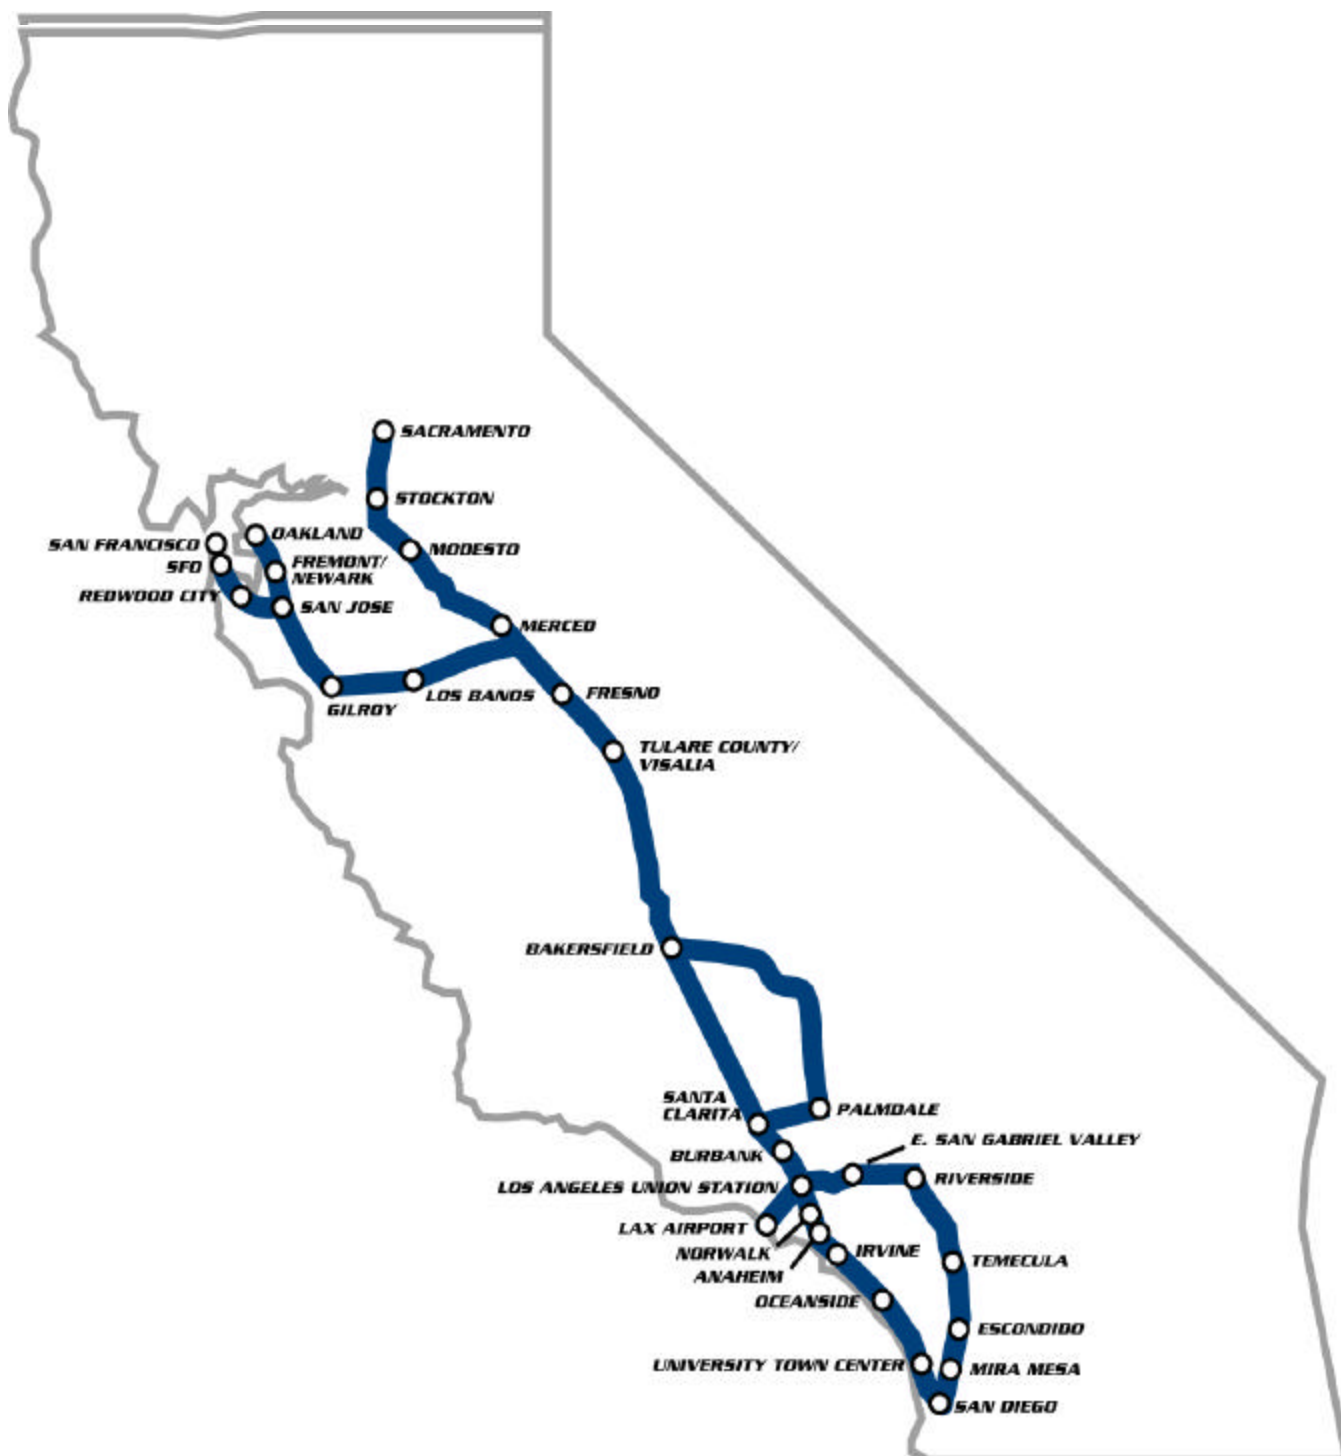 SACRAMENTO
STOCKTON
OAKLAND
SAN FRANCISCO
MODESTO
FREMONT/
NEWARK
SFO
REDWOOD CITY
SAN JOSE
MERCED
LOS BANOS
FRESNO
GILROY
TULARE COUNTY/
VISALIA
BAKERSFIELD
SANTA
CLARITA
PALMDALE
E. SAN GABRIEL VALLEY
BURBANK
RIVERSIDE
LOS ANGELES UNION STATION
LAX AIRPORT
NORWALK
IRVINE
TEMECULA
ANAHEIM
OCEANSIDE
ESCONDIDO
UNIVERSITY TOWN CENTER
MIRA MESA
SAN DIEGO